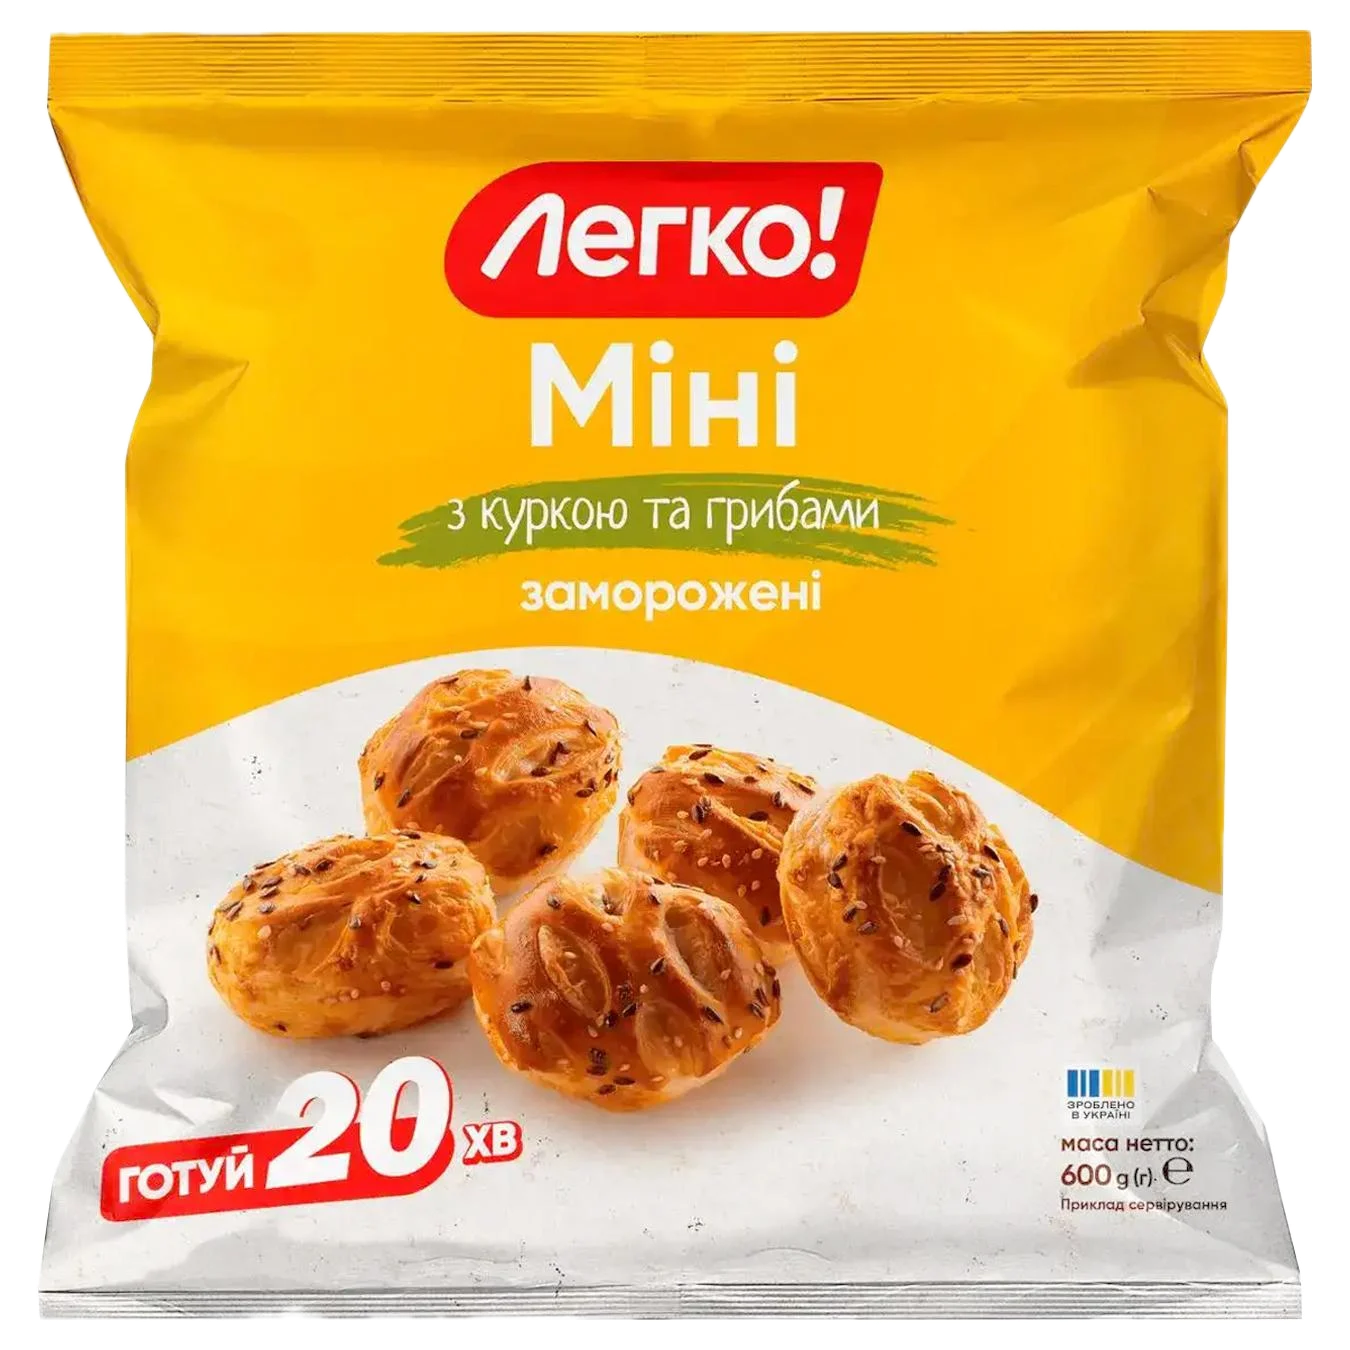 Легко!
Міні
з куркою та грибами
заморожені
ГОТУЙ 20 ХВ
ЗРОБЛЕНО
В УКРАЇНІ
маса нетто:
600 g (г). ℮
Приклад сервірування